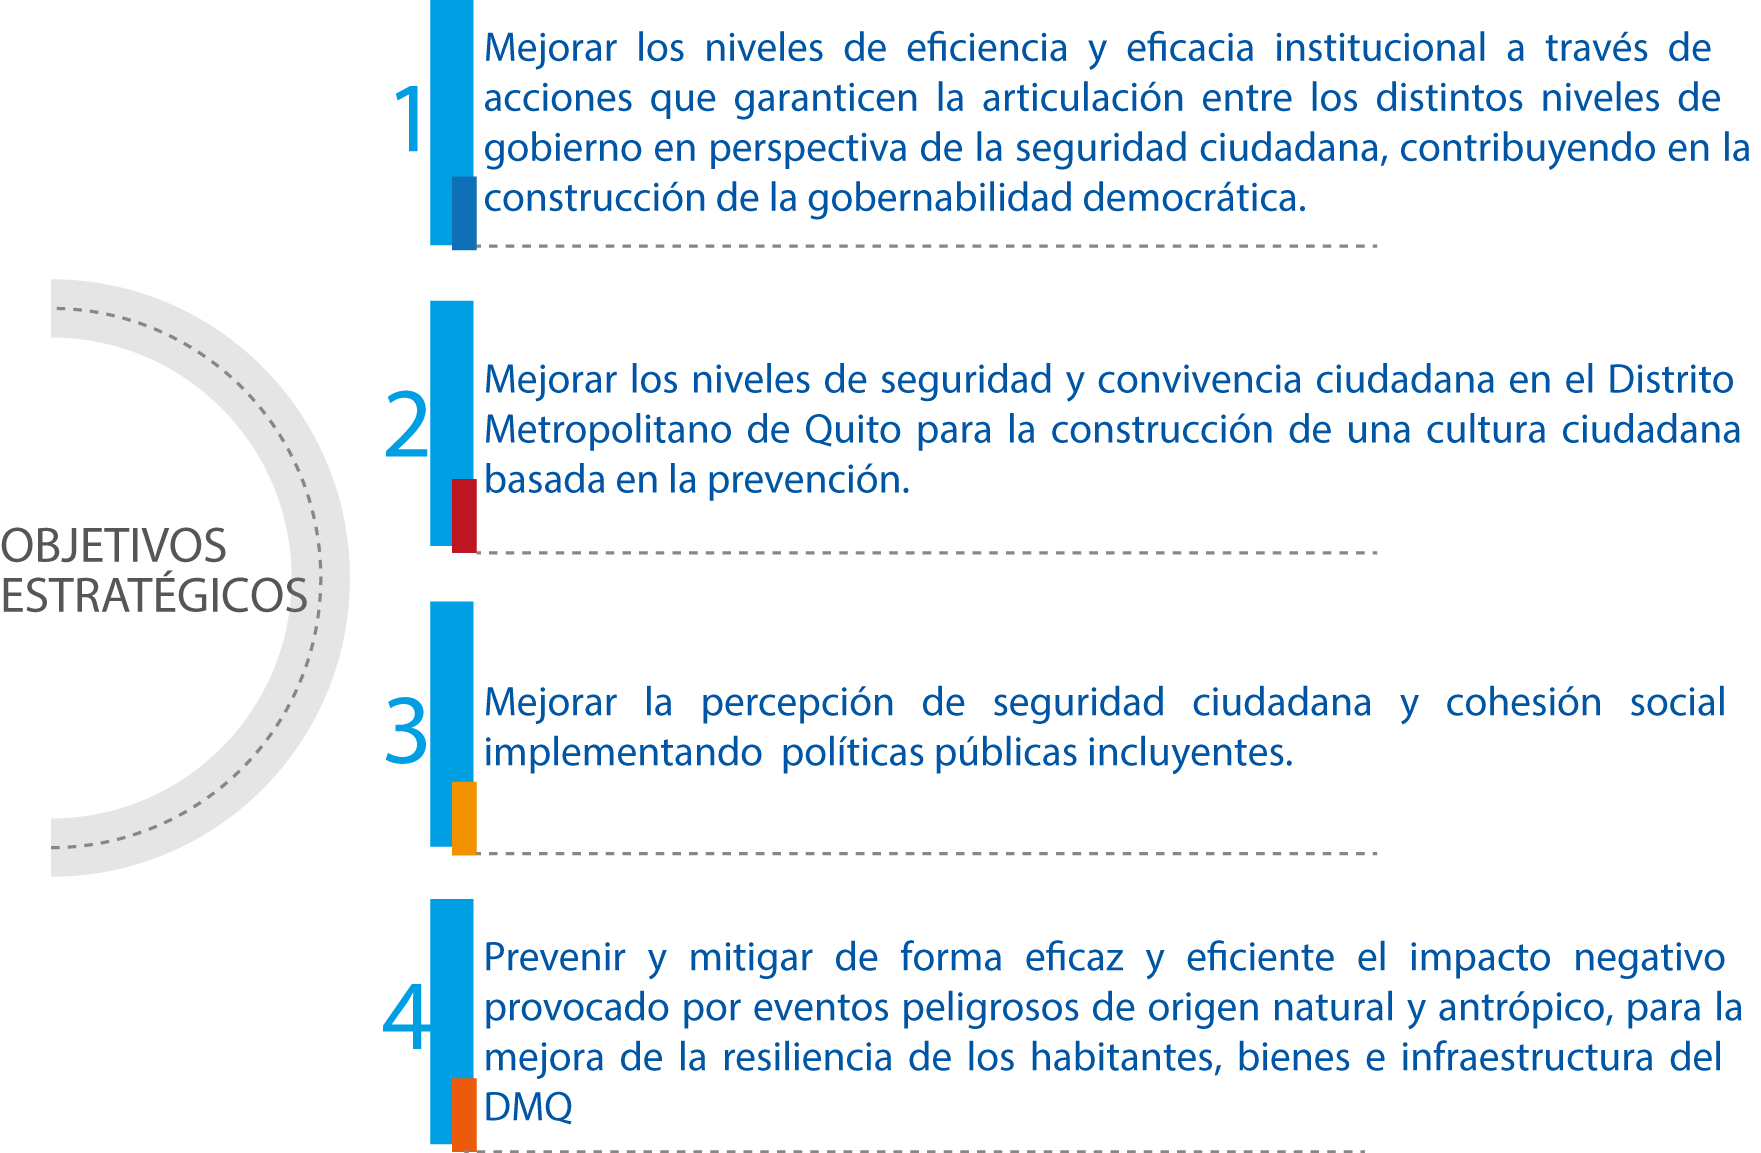 OBJETIVOS
ESTRATÉGICOS
1
Mejorar los niveles de eficiencia y eficacia institucional a través de
acciones que garanticen la articulación entre los distintos niveles de
gobierno en perspectiva de la seguridad ciudadana, contribuyendo en la
construcción de la gobernabilidad democrática.
2
Mejorar los niveles de seguridad y convivencia ciudadana en el Distrito
Metropolitano de Quito para la construcción de una cultura ciudadana
basada en la prevención.
3
Mejorar la percepción de seguridad ciudadana y cohesión social
implementando políticas públicas incluyentes.
4
Prevenir y mitigar de forma eficaz y eficiente el impacto negativo
provocado por eventos peligrosos de origen natural y antrópico, para la
mejora de la resiliencia de los habitantes, bienes e infraestructura del
DMQ